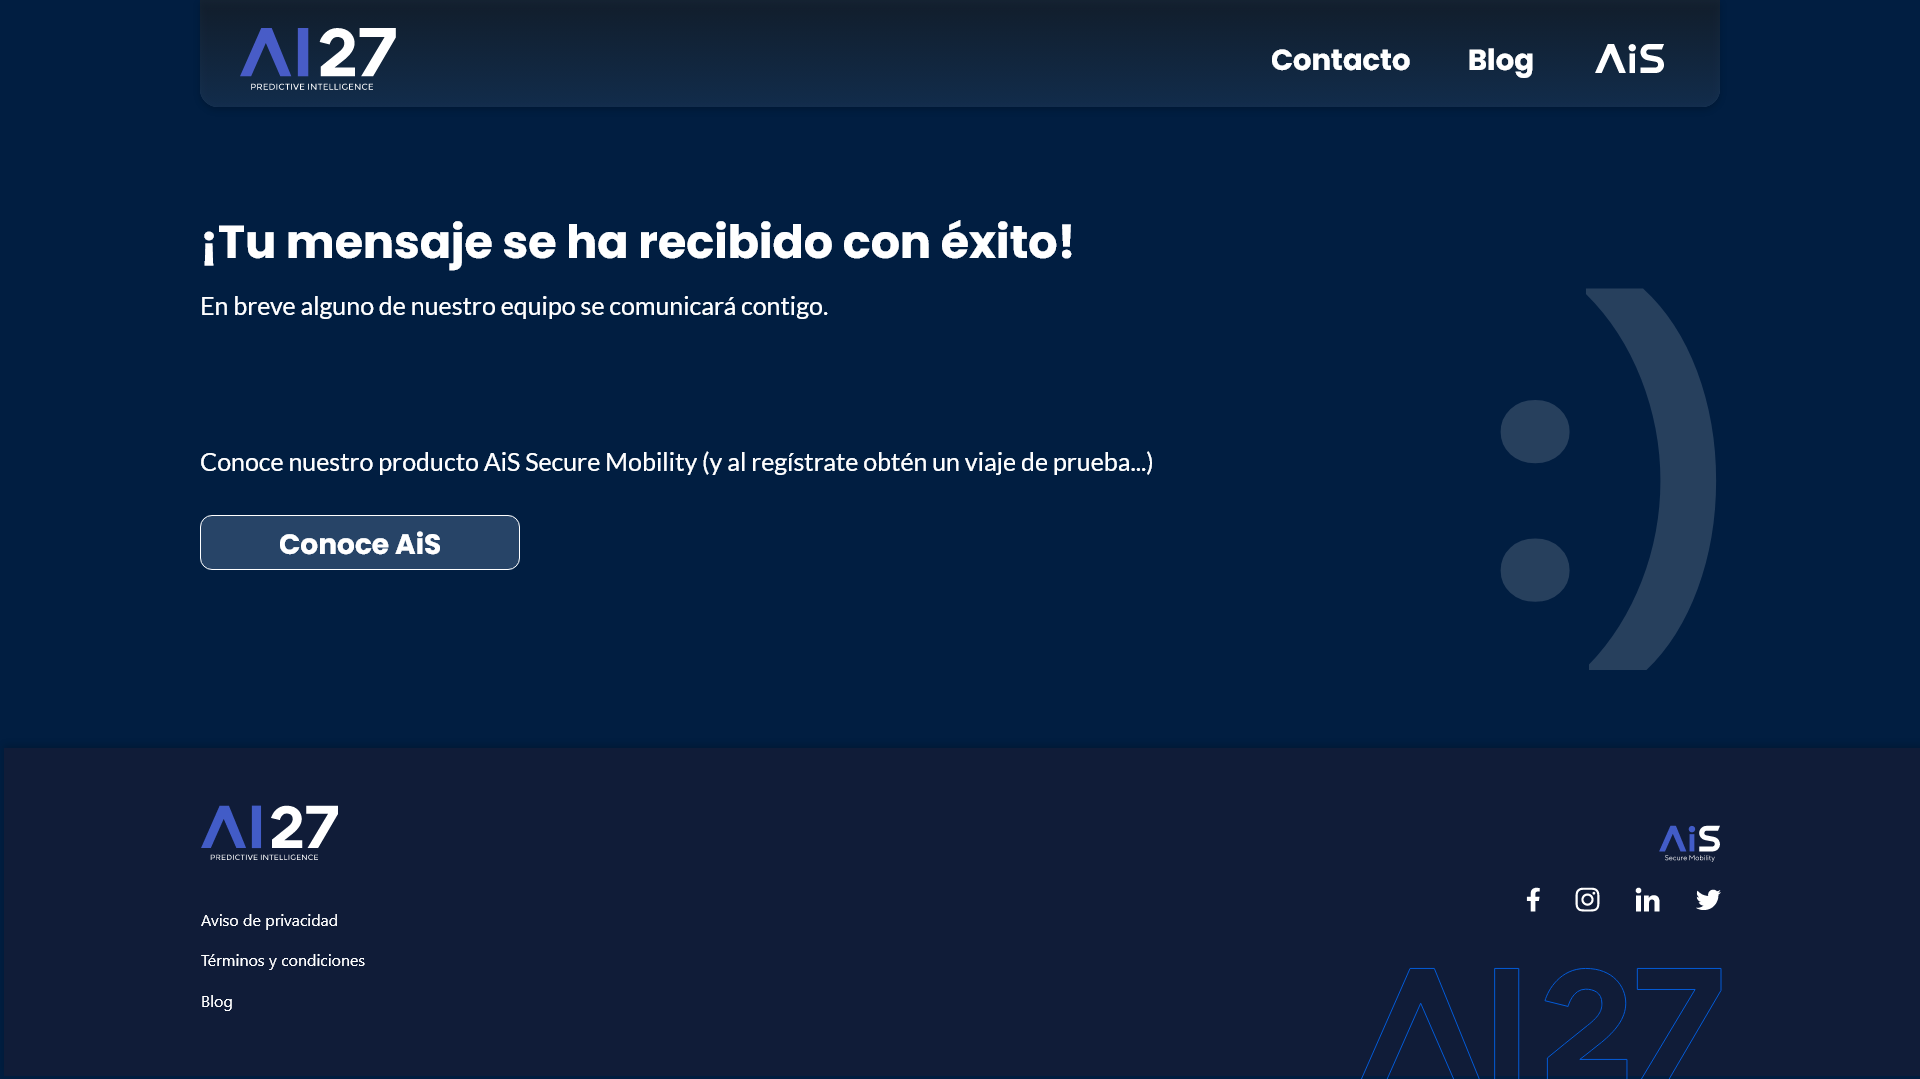 AI27
PREDICTIVE INTELLIGENCE
Contacto
Blog
AiS
¡Tu mensaje se ha recibido con éxito!
En breve alguno de nuestro equipo se comunicará contigo.
:)
Conoce nuestro producto AiS Secure Mobility (y al regístrate obtén un viaje de prueba...)
Conoce AiS
AI27
PREDICTIVE INTELLIGENCE
AiS
Secure Mobility
Aviso de privacidad
Términos y condiciones
Blog
AI27